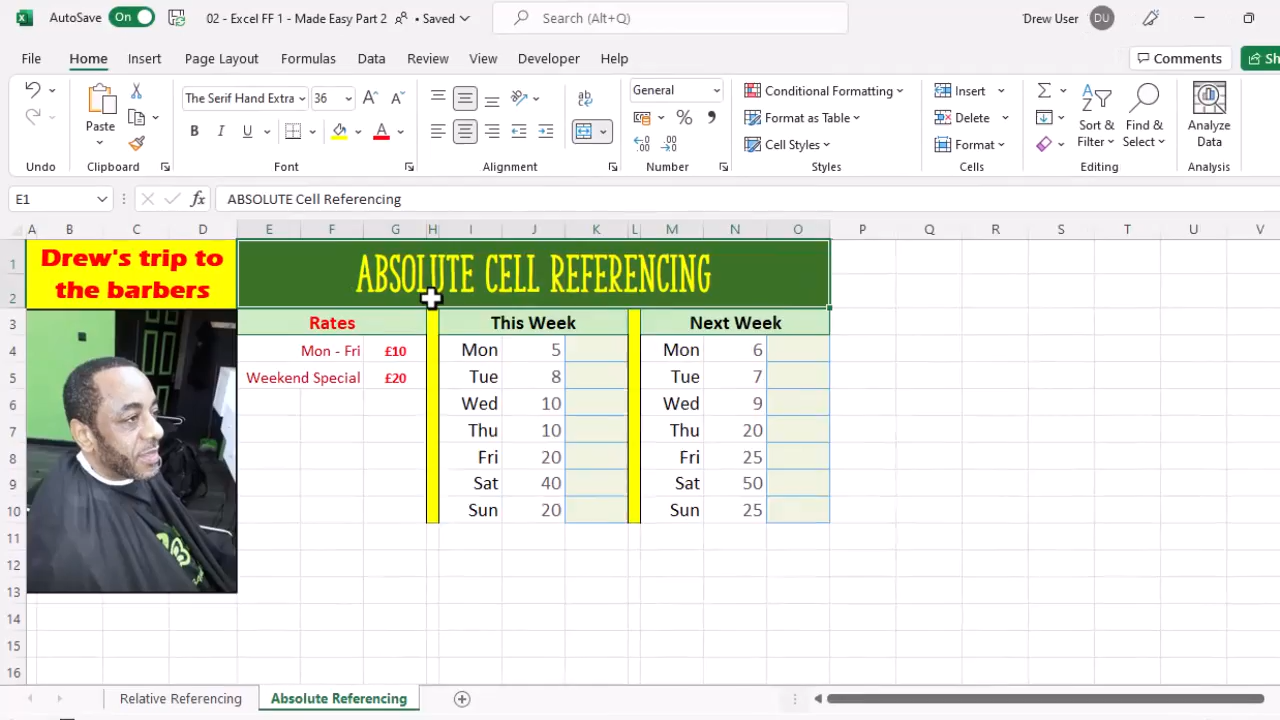 AutoSave On 02 - Excel FF 1 - Made Easy Part 2 • Saved Search (Alt+Q) Drew User DU
File Home Insert Page Layout Formulas Data Review View Developer Help Comments Sh
The Serif Hand Extra 36 General Conditional Formatting Insert
Paste B I U Format as Table Delete Sort & Filter Find & Select Analyze Data
Cell Styles Format
Undo Clipboard Font Alignment Number Styles Cells Editing Analysis
E1 fx ABSOLUTE Cell Referencing
A B C D E F G H I J K L M N O P Q R S T U V
1 Drew's trip to ABSOLUTE CELL REFERENCING
2 the barbers
3 Rates This Week Next Week
4 Mon - Fri £10 Mon 5 Mon 6
5 Weekend Special £20 Tue 8 Tue 7
6 Wed 10 Wed 9
7 Thu 10 Thu 20
8 Fri 20 Fri 25
9 Sat 40 Sat 50
10 Sun 20 Sun 25
11
12
13
14
15
16
Relative Referencing Absolute Referencing